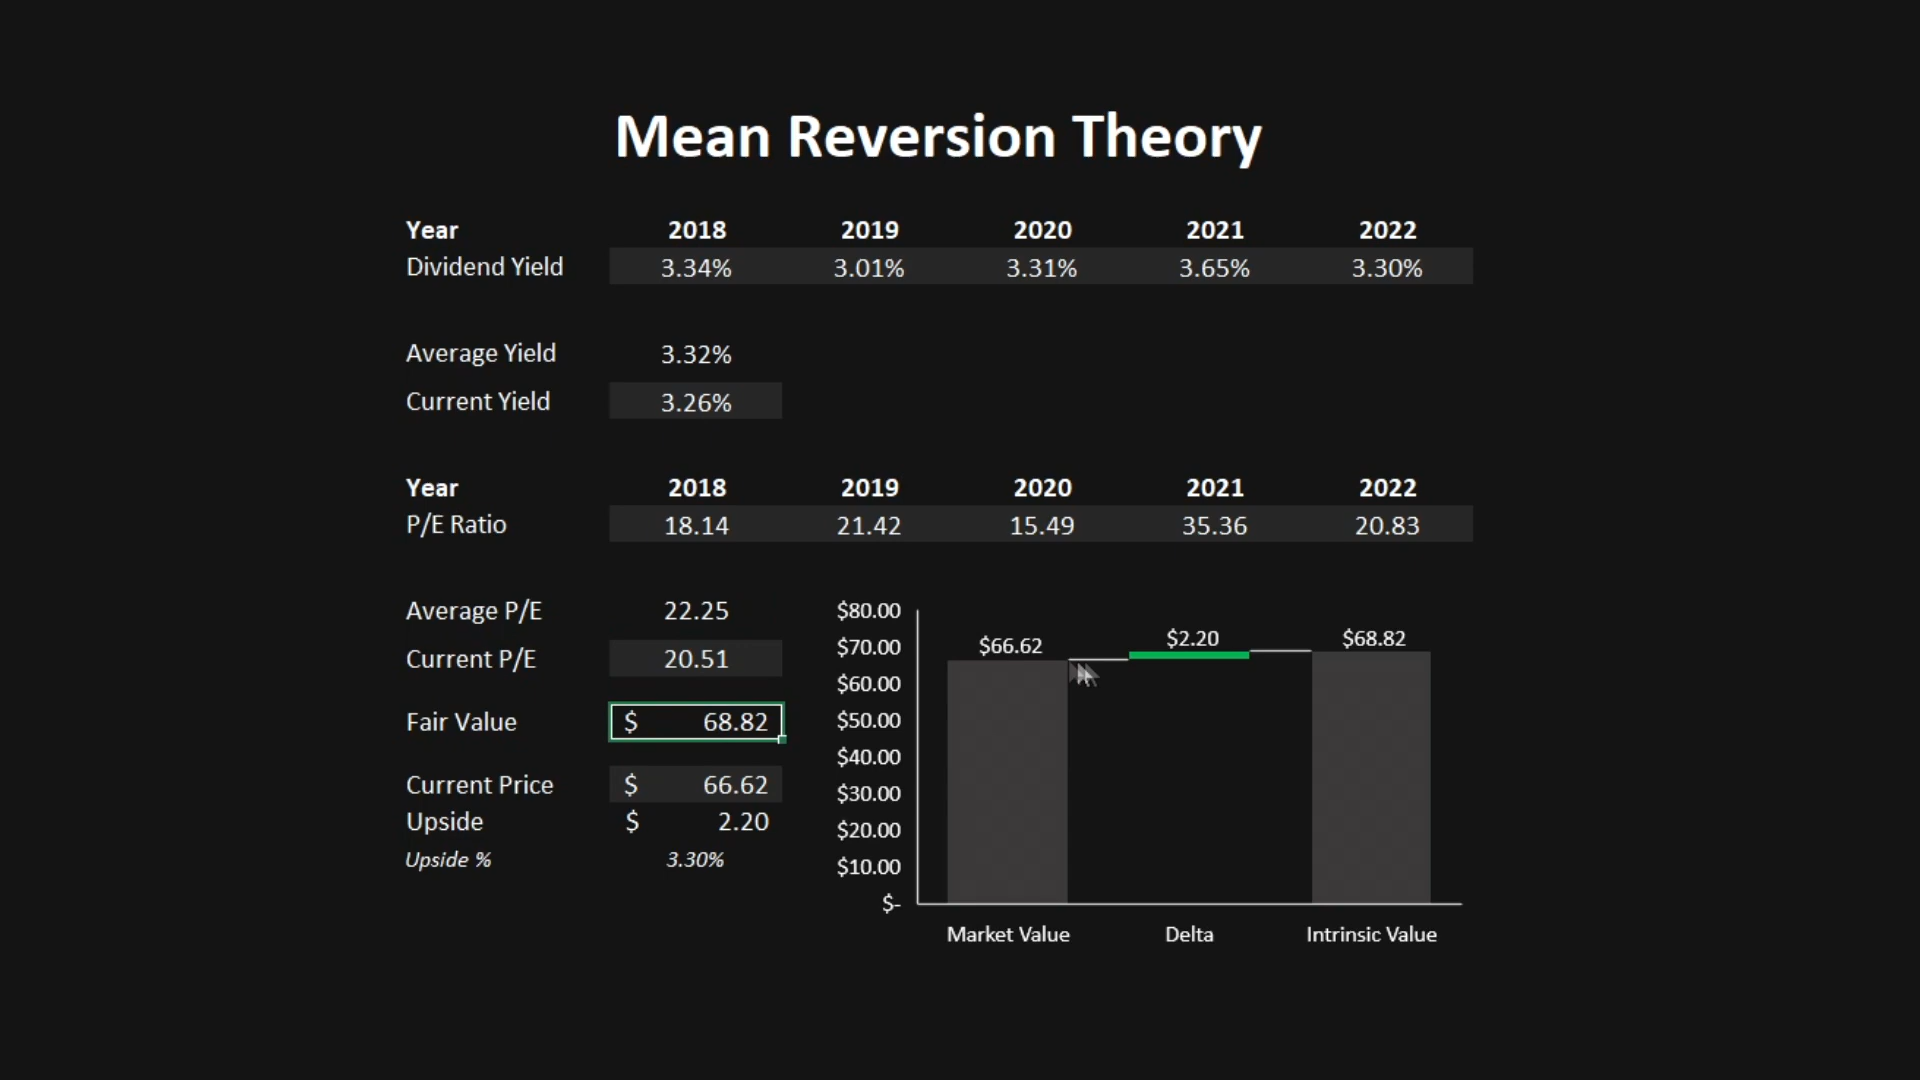 Mean Reversion Theory
Year 2018 2019 2020 2021 2022
Dividend Yield 3.34% 3.01% 3.31% 3.65% 3.30%
Average Yield 3.32%
Current Yield 3.26%
Year 2018 2019 2020 2021 2022
P/E Ratio 18.14 21.42 15.49 35.36 20.83
Average P/E 22.25
Current P/E 20.51
Fair Value $ 68.82
Current Price $ 66.62
Upside $ 2.20
Upside % 3.30%
$80.00
$70.00
$60.00
$50.00
$40.00
$30.00
$20.00
$10.00
$-
$66.62 $2.20 $68.82
Market Value Delta Intrinsic Value